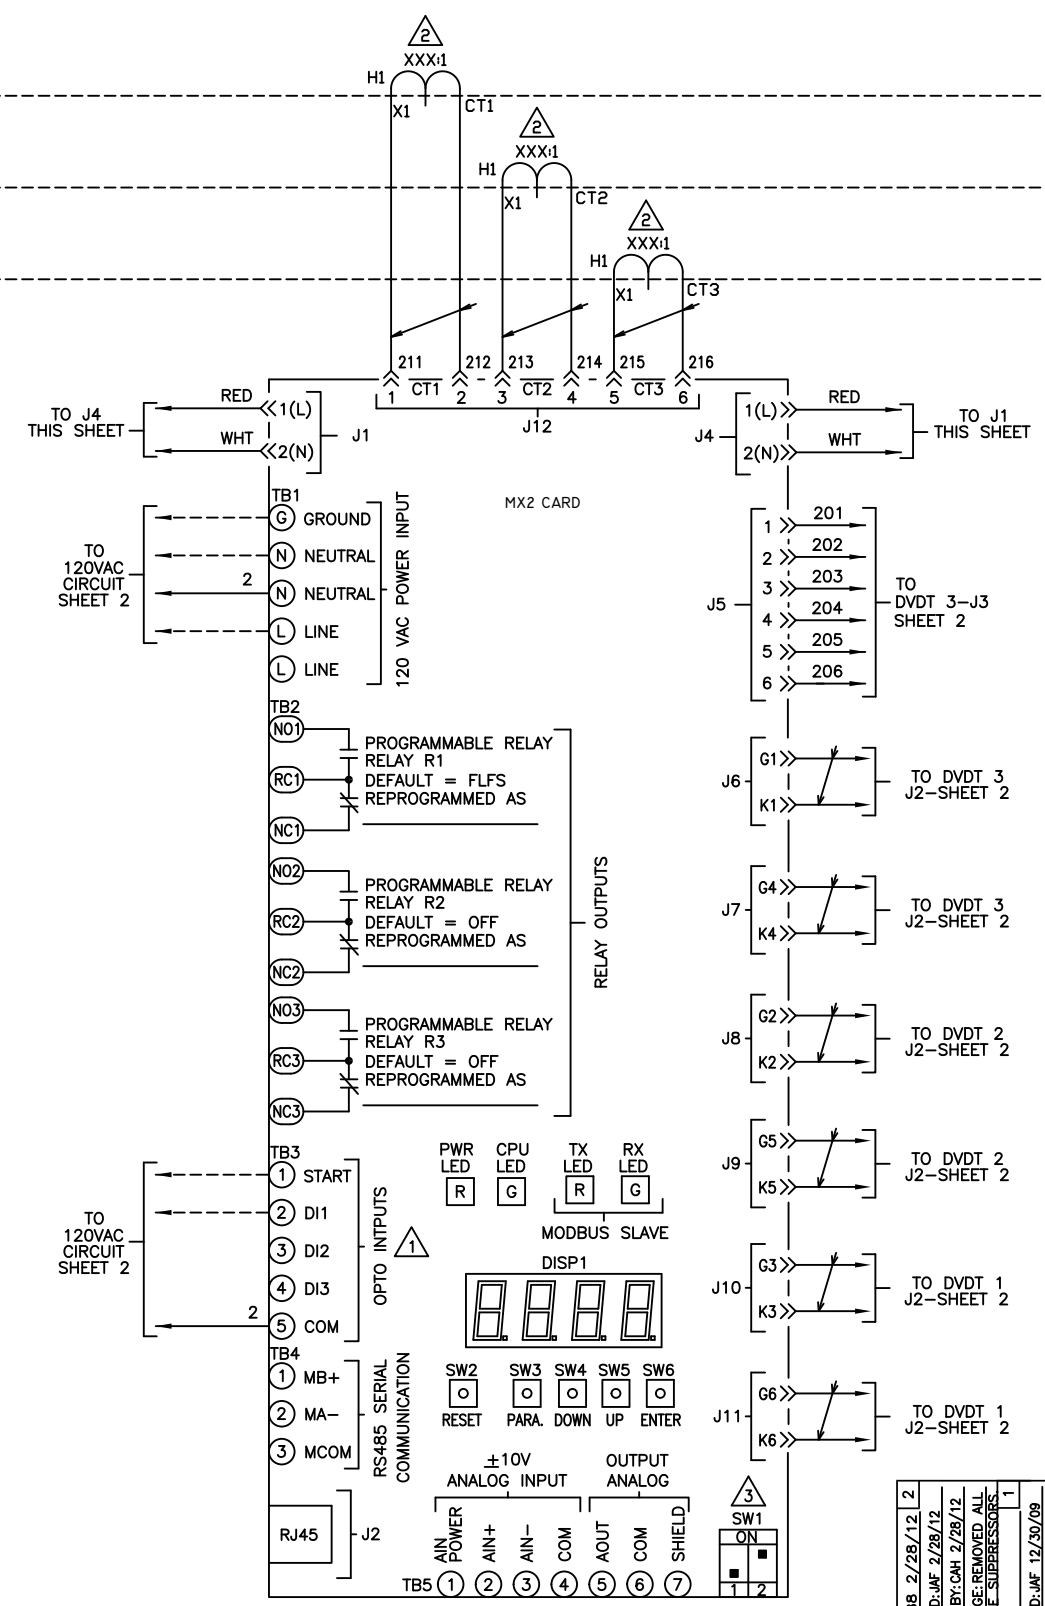 2
XXX:1
H1
X1
CT1
2
XXX:1
H1
X1
CT2
2
XXX:1
H1
X1
CT3
211 212 213 214 215 216
CT1 CT2 CT3
1 2 3 4 5 6
J12
RED
1(L)
TO J4
THIS SHEET
WHT
2(N)
J1
J4
1(L)
RED
2(N)
WHT
TO J1
THIS SHEET
MX2 CARD
TB1
G GROUND
N NEUTRAL
2
N NEUTRAL
L LINE
L LINE
120 VAC POWER INPUT
TO
120VAC
CIRCUIT
SHEET 2
J5
1 201
2 202
3 203
4 204
5 205
6 206
TO
DVDT 3-J3
SHEET 2
TB2
NO1
RC1
NC1
PROGRAMMABLE RELAY
RELAY R1
DEFAULT = FLFS
REPROGRAMMED AS
NO2
RC2
NC2
PROGRAMMABLE RELAY
RELAY R2
DEFAULT = OFF
REPROGRAMMED AS
NO3
RC3
NC3
PROGRAMMABLE RELAY
RELAY R3
DEFAULT = OFF
REPROGRAMMED AS
RELAY OUTPUTS
J6
G1
K1
TO DVDT 3
J2-SHEET 2
J7
G4
K4
TO DVDT 3
J2-SHEET 2
J8
G2
K2
TO DVDT 2
J2-SHEET 2
J9
G5
K5
TO DVDT 2
J2-SHEET 2
J10
G3
K3
TO DVDT 1
J2-SHEET 2
J11
G6
K6
TO DVDT 1
J2-SHEET 2
TB3
1 START
2 DI1
3 DI2
4 DI3
2
5 COM
OPTO INTPUTS
1
TO
120VAC
CIRCUIT
SHEET 2
PWR
LED
R
CPU
LED
G
TX
LED
R
RX
LED
G
MODBUS SLAVE
DISP1
8.8.8.8.
TB4
1 MB+
2 MA-
3 MCOM
RS485 SERIAL
COMMUNICATION
SW2 SW3 SW4 SW5 SW6
RESET PARA. DOWN UP ENTER
RJ45
J2
±10V
ANALOG INPUT
OUTPUT
ANALOG
AIN
POWER
AIN+
AIN-
COM
AOUT
COM
SHIELD
TB5 1 2 3 4 5 6 7
3
SW1
ON
1 2
2/28/12 2
D:JAF 2/28/12
BY:CAH 2/28/12
GE:REMOVED ALL
E SUPPRESSORS.
1
D:JAF 12/30/09